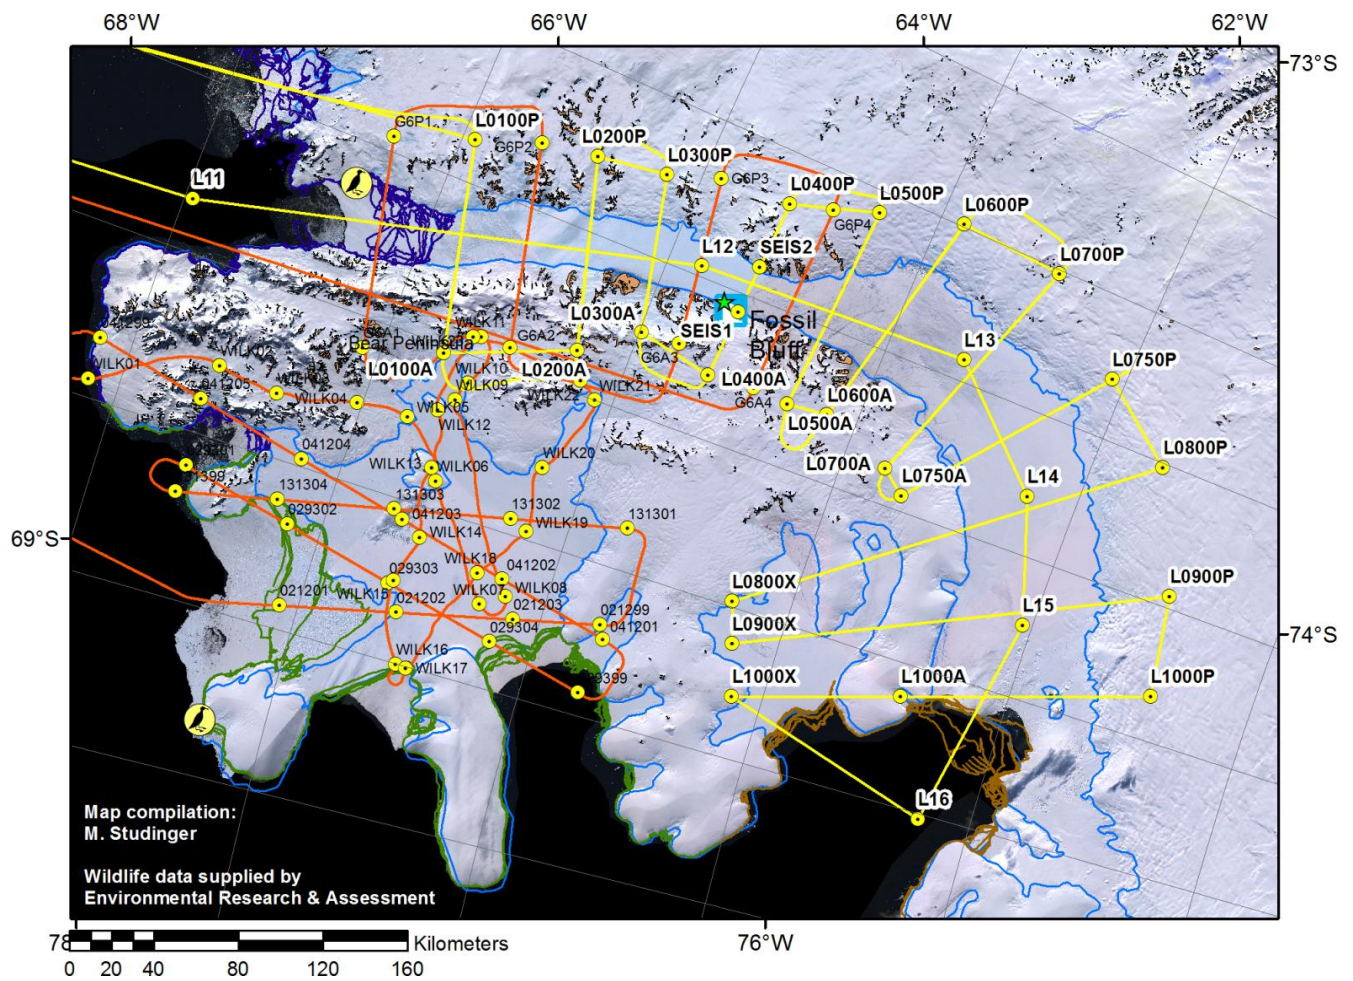 68°W
66°W
64°W
62°W
73°S
G6P1
L0100P
G6P2
L0200P
L0300P
G6P3
L0400P
L0500P
G6P4
L0600P
L11
L12
SEIS2
L0700P
L0300A
SEIS1
Fossil
Bluff
L13
WILK11
G6A2
Bear Peninsula
WILK01
WILK02
L0100A
WILK10
L0200A
G6A3
L0400A
L0750P
041205
WILK04
WILK09
WILK22
WILK21
G6A4
L0600A
WILK05
WILK12
L0500A
041204
WILK13
WILK06
WILK20
L0700A
L0750A
L0800P
L14
131304
131303
131302
131301
029302
041203
WILK14
WILK19
69°S
029303
WILK18
041202
L0800X
L0900P
021201
WILK15
021202
WILK07
WILK08
021203
021299
L15
029304
041201
L0900X
74°S
WILK16
WILK17
L1000X
L1000A
L1000P
L16
Map compilation:
M. Studinger
Wildlife data supplied by
Environmental Research & Assessment
76°W
Kilometers
0 20 40 80 120 160